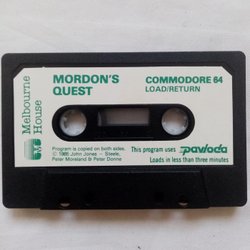 Melbourne
House
MORDON'S
QUEST
COMMODORE 64
LOAD/RETURN
Program is copied on both sides.
© 1986 John Jones — Steele,
Peter Moreland & Peter Donne
This program uses Pavloda
Loads in less than three minutes